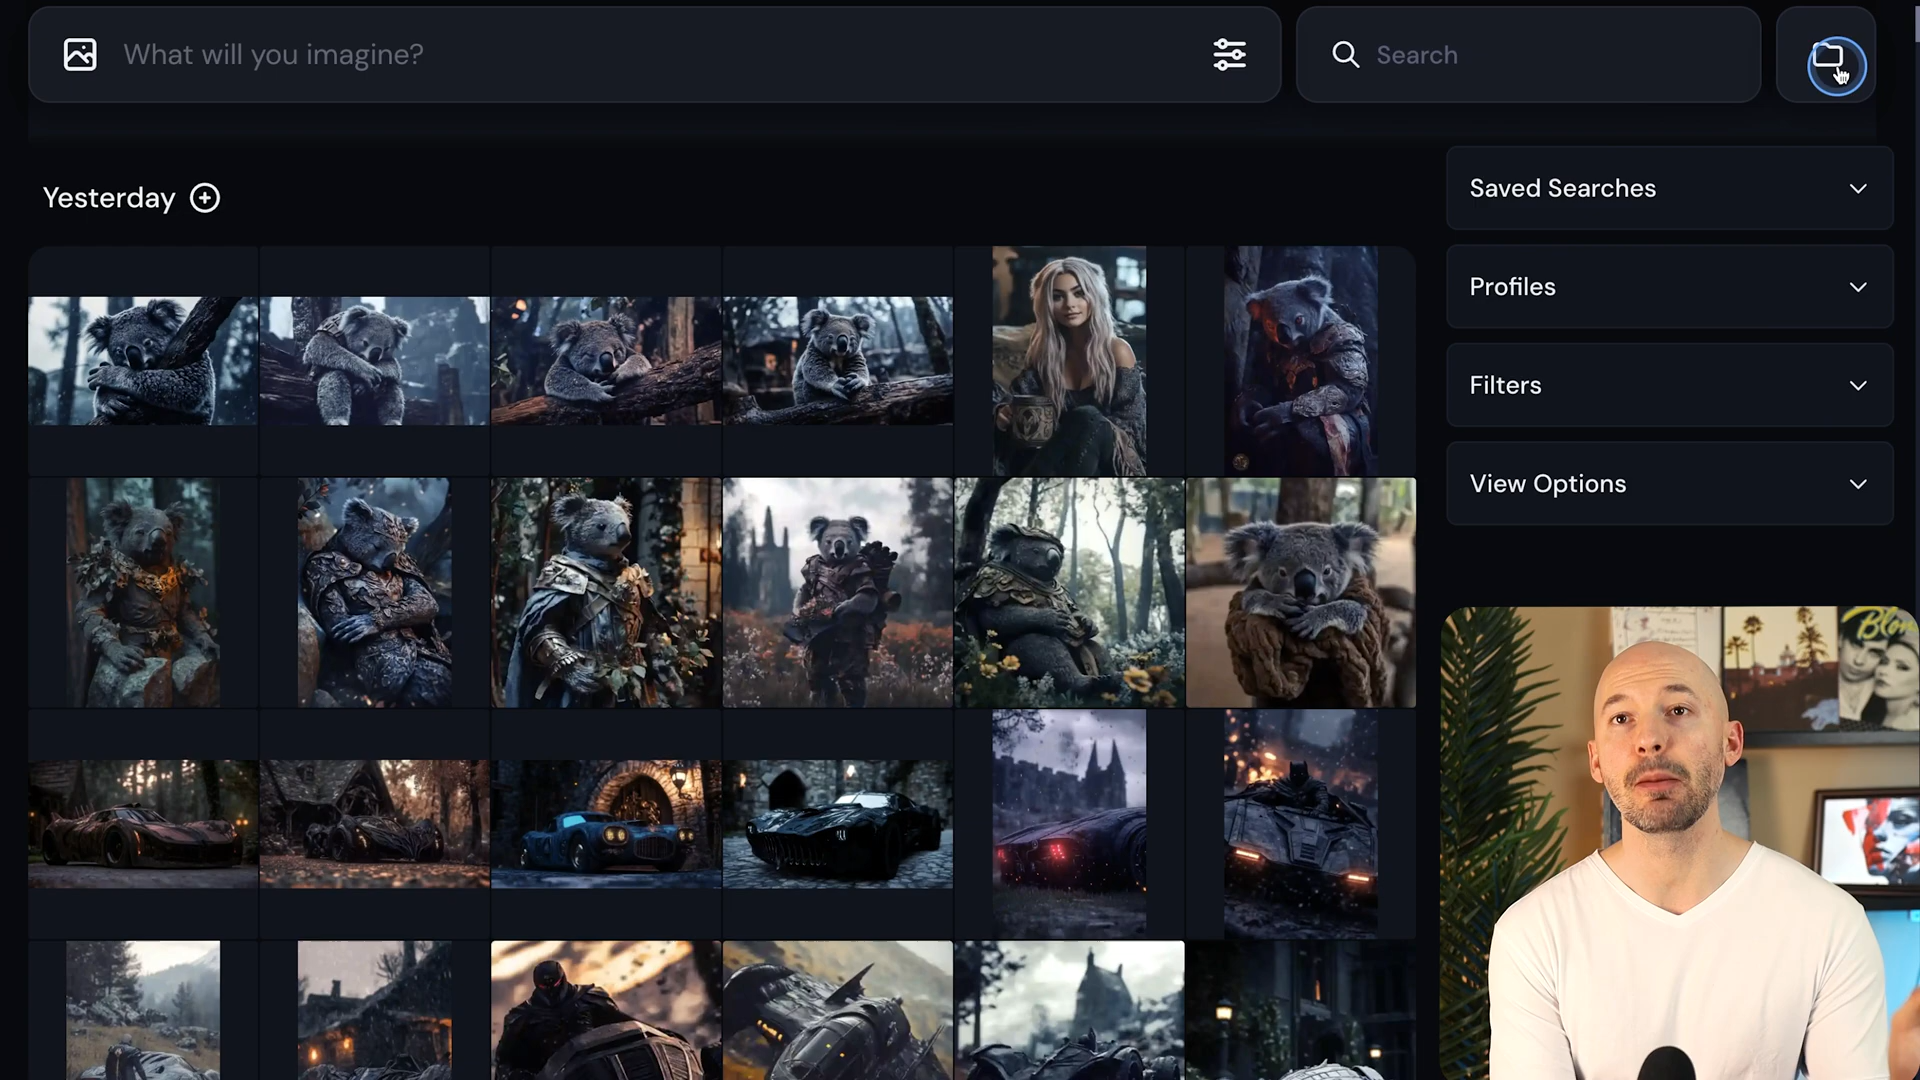 What will you imagine?
Search
Yesterday
Saved Searches
Profiles
Filters
View Options